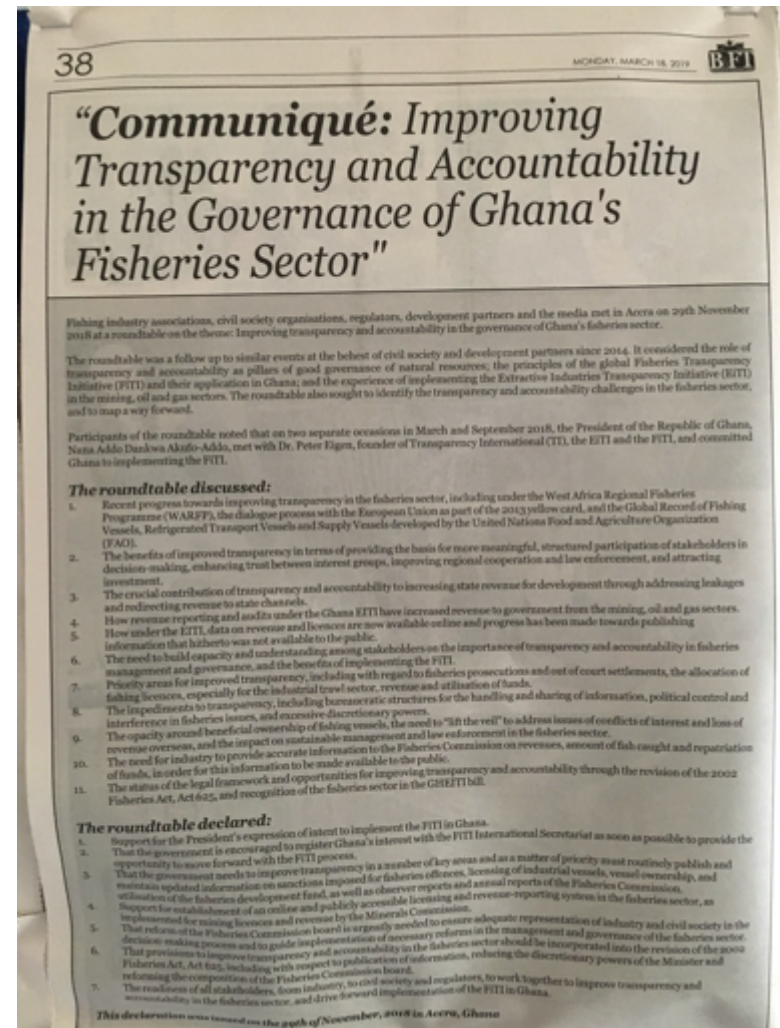 38
MONDAY, MARCH 18, 2019
B&FT
"Communiqué: Improving
Transparency and Accountability
in the Governance of Ghana's
Fisheries Sector"
Fishing industry associations, civil society organisations, regulators, development partners and the media met in Accra on 29th November
2018 at a roundtable on the theme: Improving transparency and accountability in the governance of Ghana's fisheries sector.
The roundtable was a follow up to similar events at the behest of civil society and development partners since 2014. It considered the role of
transparency and accountability as pillars of good governance of natural resources; the principles of the global Fisheries Transparency
Initiative (FiTI) and their application in Ghana; and the experience of implementing the Extractive Industries Transparency Initiative (EITI)
in the mining, oil and gas sectors. The roundtable also sought to identify the transparency and accountability challenges in the fisheries sector,
and to map a way forward.
Participants of the roundtable noted that on two separate occasions in March and September 2018, the President of the Republic of Ghana,
Nana Addo Dankwa Akufo-Addo, met with Dr. Peter Eigen, founder of Transparency International (TI), the EITI and the FiTI, and committed
Ghana to implementing the FiTI.
The roundtable discussed:
1. Recent progress towards improving transparency in the fisheries sector, including under the West Africa Regional Fisheries
Programme (WARFP), the dialogue process with the European Union as part of the 2013 yellow card, and the Global Record of Fishing
Vessels, Refrigerated Transport Vessels and Supply Vessels developed by the United Nations Food and Agriculture Organization
(FAO).
2. The benefits of improved transparency in terms of providing the basis for more meaningful, structured participation of stakeholders in
decision-making, enhancing trust between interest groups, improving regional cooperation and law enforcement, and attracting
investment.
3. The crucial contribution of transparency and accountability to increasing state revenue for development through addressing leakages
and redirecting revenue to state channels.
4. How revenue reporting and audits under the Ghana EITI have increased revenue to government from the mining, oil and gas sectors.
5. How under the EITI, data on revenue and licences are now available online and progress has been made towards publishing
information that hitherto was not available to the public.
6. The need to build capacity and understanding among stakeholders on the importance of transparency and accountability in fisheries
management and governance, and the benefits of implementing the FiTI.
7. Priority areas for improved transparency, including with regard to fisheries prosecutions and out of court settlements, the allocation of
fishing licences, especially for the industrial trawl sector, revenue and utilisation of funds.
8. The impediments to transparency, including bureaucratic structures for the handling and sharing of information, political control and
interference in fisheries issues, and excessive discretionary powers.
9. The opacity around beneficial ownership of fishing vessels, the need to "lift the veil" to address issues of conflicts of interest and loss of
revenue overseas, and the impact on sustainable management and law enforcement in the fisheries sector.
10. The need for industry to provide accurate information to the Fisheries Commission on revenues, amount of fish caught and repatriation
of funds, in order for this information to be made available to the public.
11. The status of the legal framework and opportunities for improving transparency and accountability through the revision of the 2002
Fisheries Act, Act 625, and recognition of the fisheries sector in the GHEITI bill.
The roundtable declared:
1. Support for the President's expression of intent to implement the FiTI in Ghana.
2. That the government is encouraged to register Ghana's interest with the FiTI International Secretariat as soon as possible to provide the
opportunity to move forward with the FiTI process.
3. That the government needs to improve transparency in a number of key areas and as a matter of priority must routinely publish and
maintain updated information on sanctions imposed for fisheries offences, licensing of industrial vessels, vessel ownership, and
utilisation of the fisheries development fund, as well as observer reports and annual reports of the Fisheries Commission.
4. Support for establishment of an online and publicly accessible licensing and revenue-reporting system in the fisheries sector, as
implemented for mining licences and revenue by the Minerals Commission.
5. That reform of the Fisheries Commission board is urgently needed to ensure adequate representation of industry and civil society in the
decision-making process and to guide implementation of necessary reforms in the management and governance of the fisheries sector.
6. That provisions to improve transparency and accountability in the fisheries sector should be incorporated into the revision of the 2002
Fisheries Act, Act 625, including with respect to publication of information, reducing the discretionary powers of the Minister and
reforming the composition of the Fisheries Commission board.
7. The readiness of all stakeholders, from industry, to civil society and regulators, to work together to improve transparency and
accountability in the fisheries sector, and drive forward implementation of the FiTI in Ghana.
This declaration was issued on the 29th of November, 2018 in Accra, Ghana